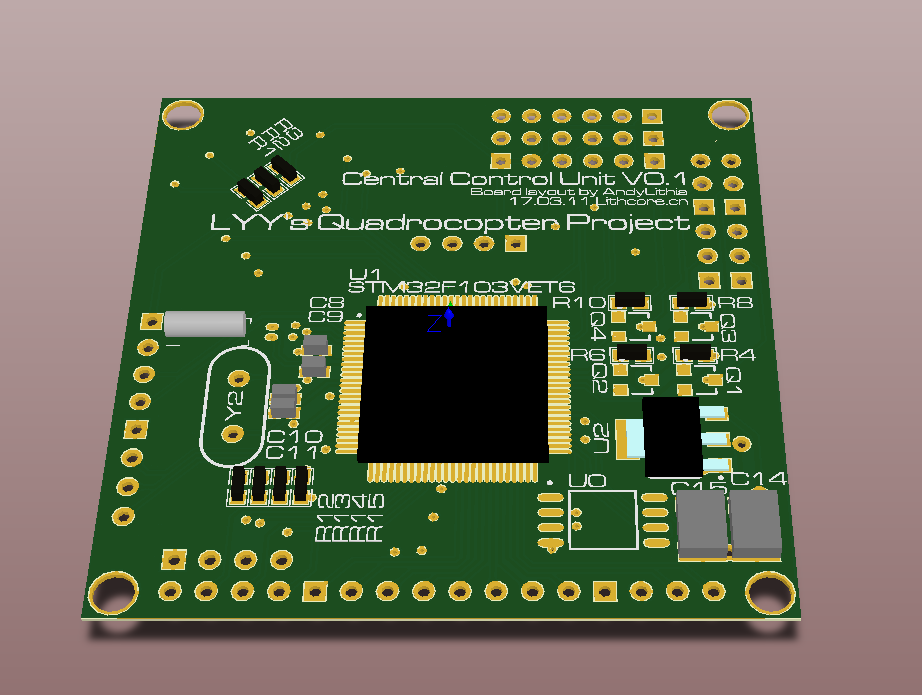 Central Control Unit V0.1
Board layout by AndyLithia
17.03.11 Lithcore.cn
LYY's Quadrocopten Project
U1
STM32F103VET6
C8
C9
R10
R8
Q4
Q3
R6
R4
Q2
Q1
Y2
Z
C10
C11
U2
U0
C15
C14